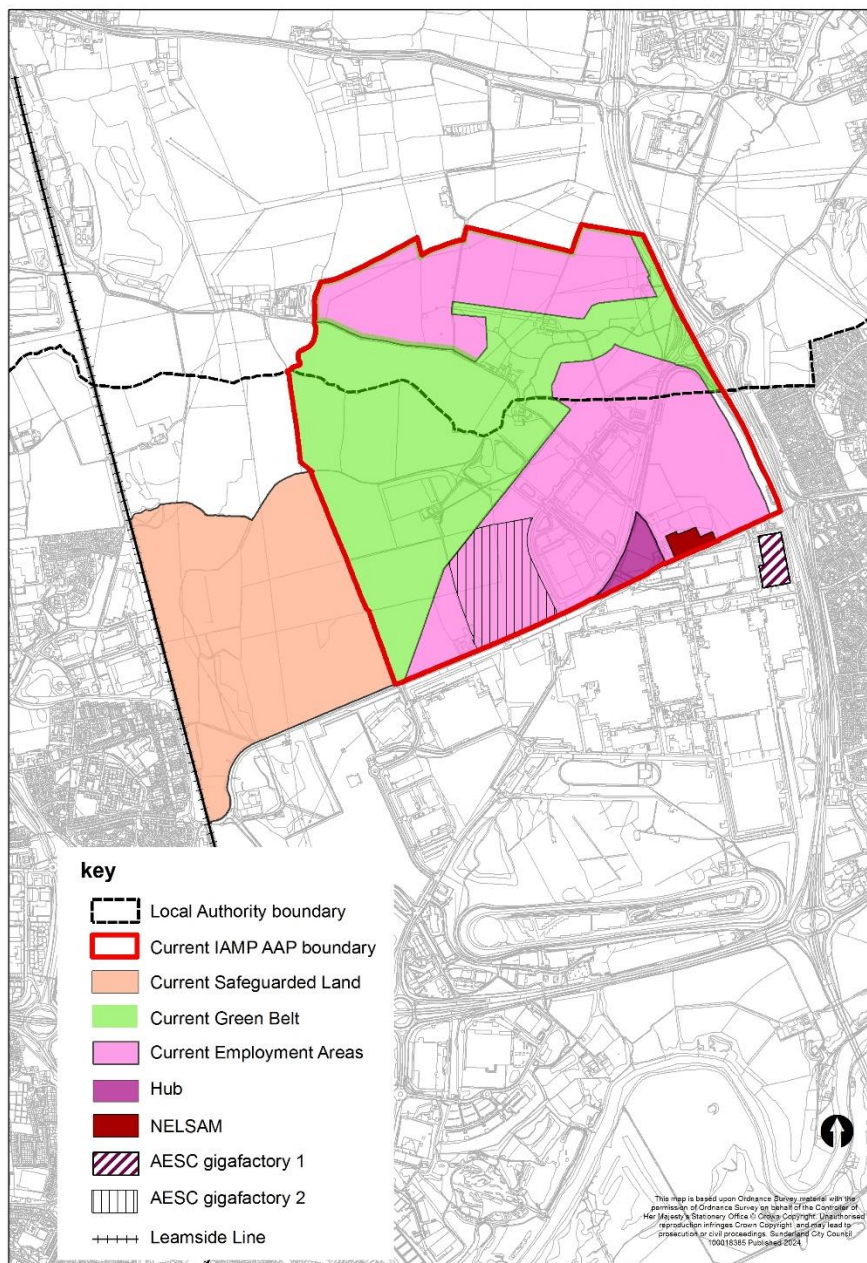 key
Local Authority boundary
Current IAMP AAP boundary
Current Safeguarded Land
Current Green Belt
Current Employment Areas
Hub
NELSAM
AESC gigafactory 1
AESC gigafactory 2
Leamside Line
This map is based upon Ordnance Survey material with the
permission of Ordnance Survey on behalf of the Controller of
Her Majesty's Stationery Office © Crown Copyright. Unauthorised
reproduction infringes Crown Copyright and may lead to
prosecution or civil proceedings. Sunderland City Council
100018385 Published 2024